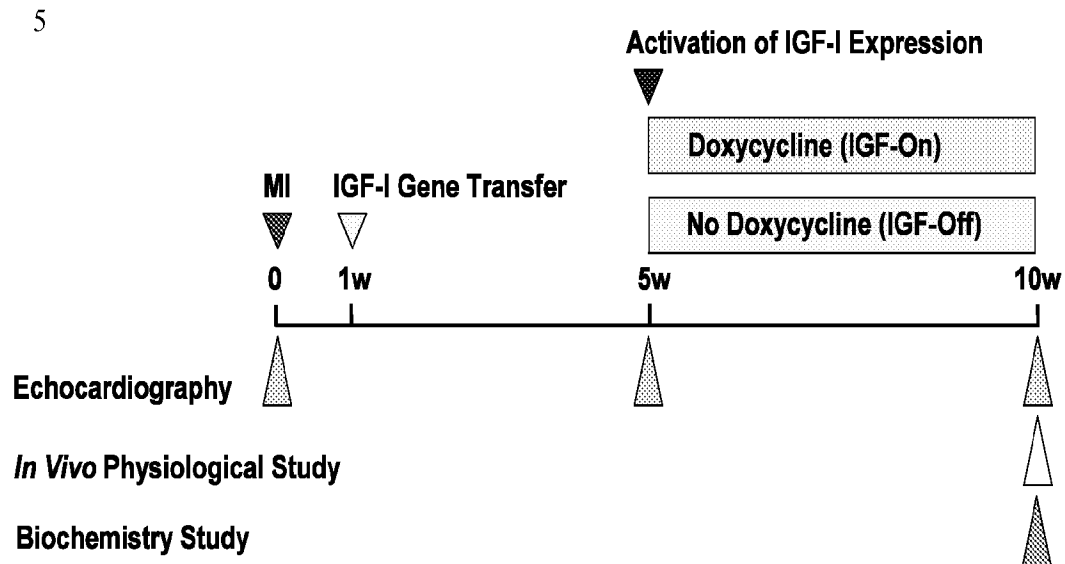 5
Activation of IGF-I Expression
Doxycycline (IGF-On)
MI IGF-I Gene Transfer
No Doxycycline (IGF-Off)
0 1w 5w 10w
Echocardiography
In Vivo Physiological Study
Biochemistry Study